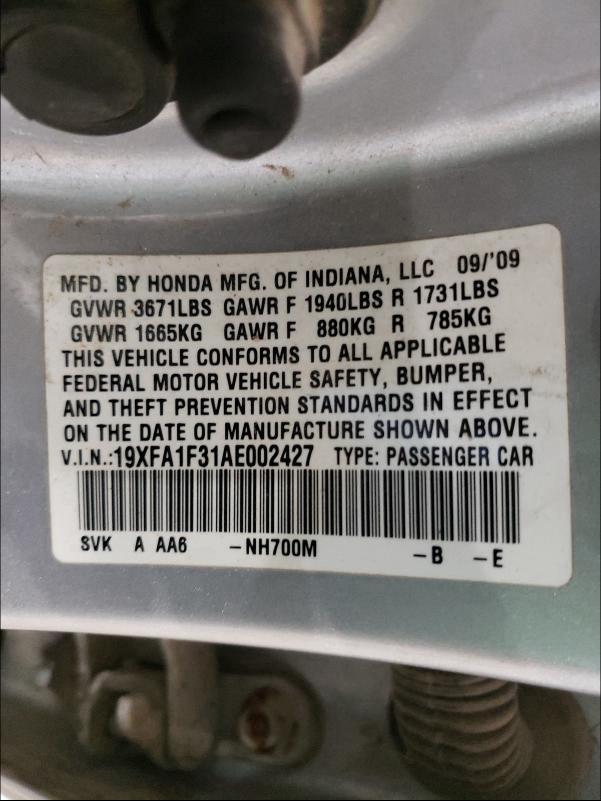 MFD. BY HONDA MFG. OF INDIANA, LLC 09/'09
GVWR 3671LBS GAWR F 1940LBS R 1731LBS
GVWR 1665KG GAWR F 880KG R 785KG
THIS VEHICLE CONFORMS TO ALL APPLICABLE
FEDERAL MOTOR VEHICLE SAFETY, BUMPER,
AND THEFT PREVENTION STANDARDS IN EFFECT
ON THE DATE OF MANUFACTURE SHOWN ABOVE.
V.I.N.:19XFA1F31AE002427 TYPE: PASSENGER CAR
SVK A AA6 -NH700M -B -E